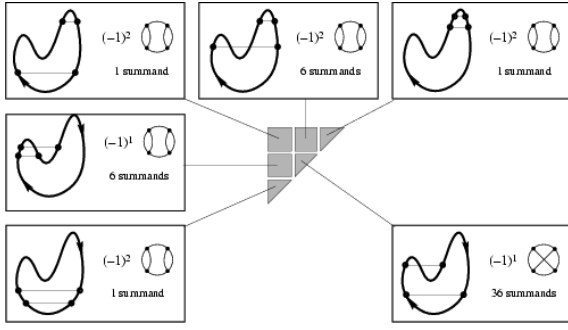 (−1)²
1 summand
(−1)²
6 summands
(−1)²
1 summand
(−1)¹
6 summands
(−1)²
1 summand
(−1)¹
36 summands